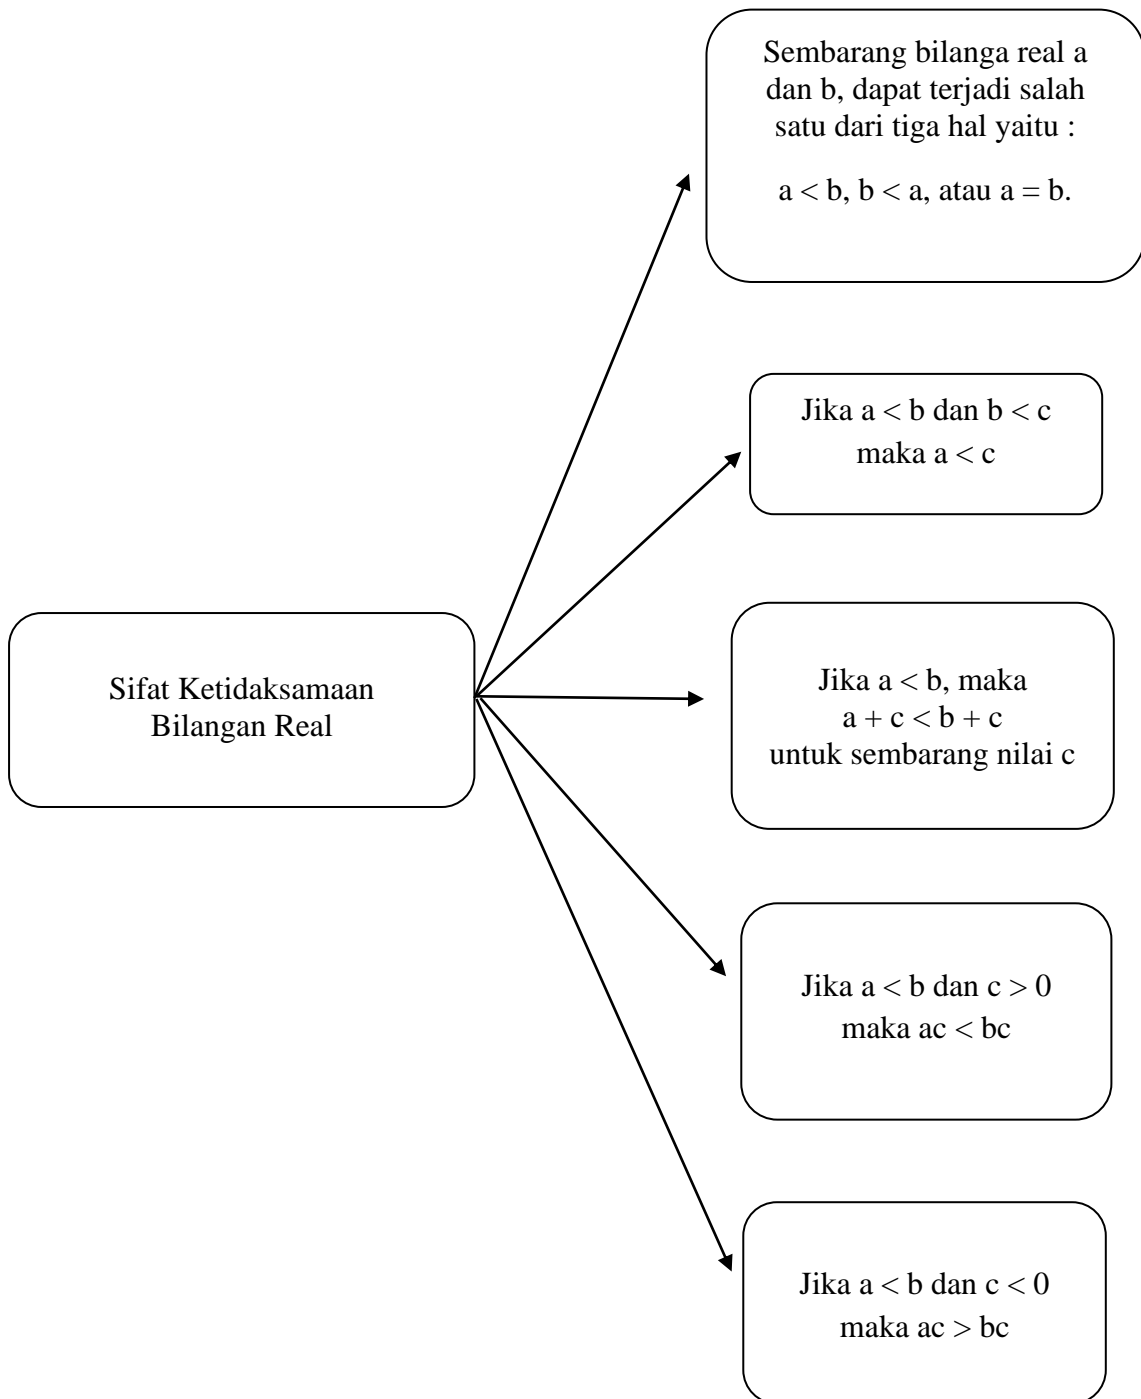 Sembarang bilanga real a
dan b, dapat terjadi salah
satu dari tiga hal yaitu :
a < b, b < a, atau a = b.
Jika a < b dan b < c
maka a < c
Sifat Ketidaksamaan
Bilangan Real
Jika a < b, maka
a + c < b + c
untuk sembarang nilai c
Jika a < b dan c > 0
maka ac < bc
Jika a < b dan c < 0
maka ac > bc